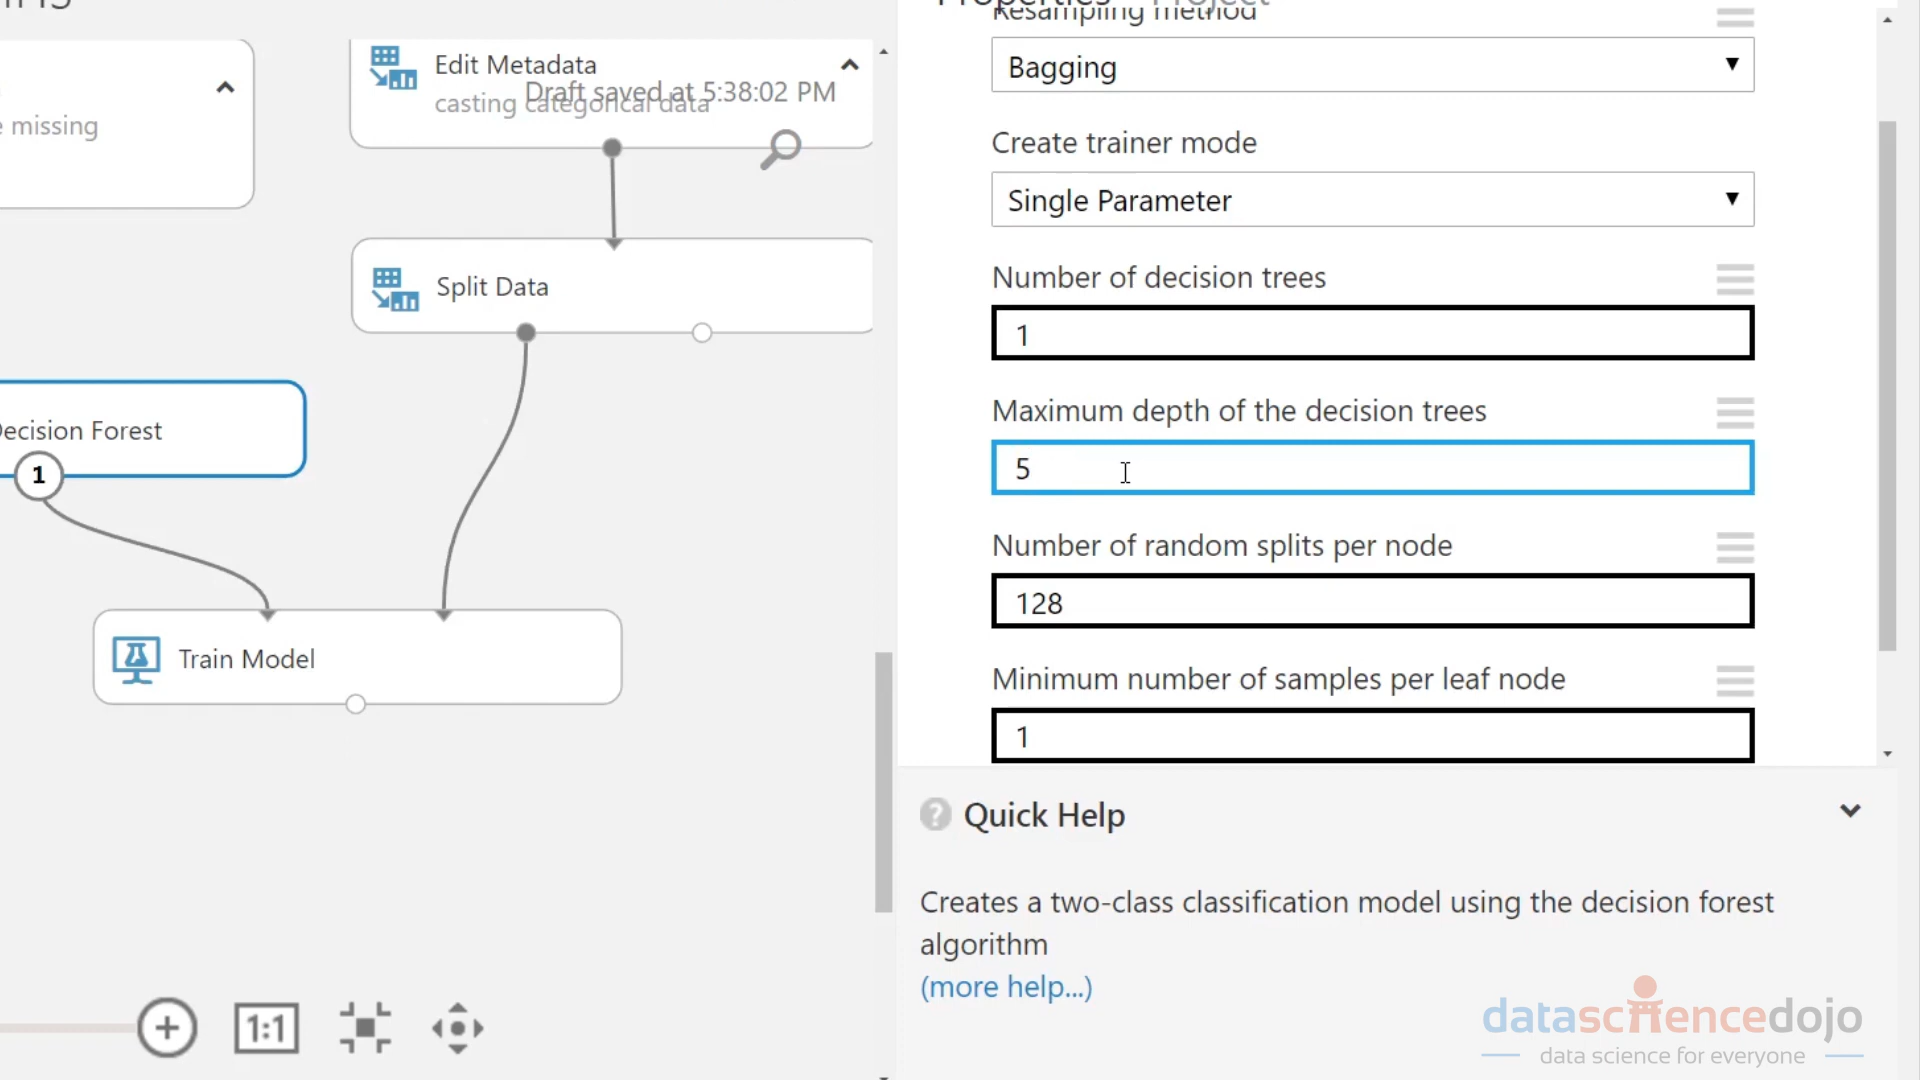 Properties Project
Resampling method
Bagging
Create trainer mode
Single Parameter
Number of decision trees
1
Maximum depth of the decision trees
5
Number of random splits per node
128
Minimum number of samples per leaf node
1
Quick Help
Creates a two-class classification model using the decision forest
algorithm
(more help...)
Edit Metadata
Draft saved at 5:38:02 PM
casting categorical data
missing
Split Data
Decision Forest
1
Train Model
1:1
datasciencedojo
data science for everyone